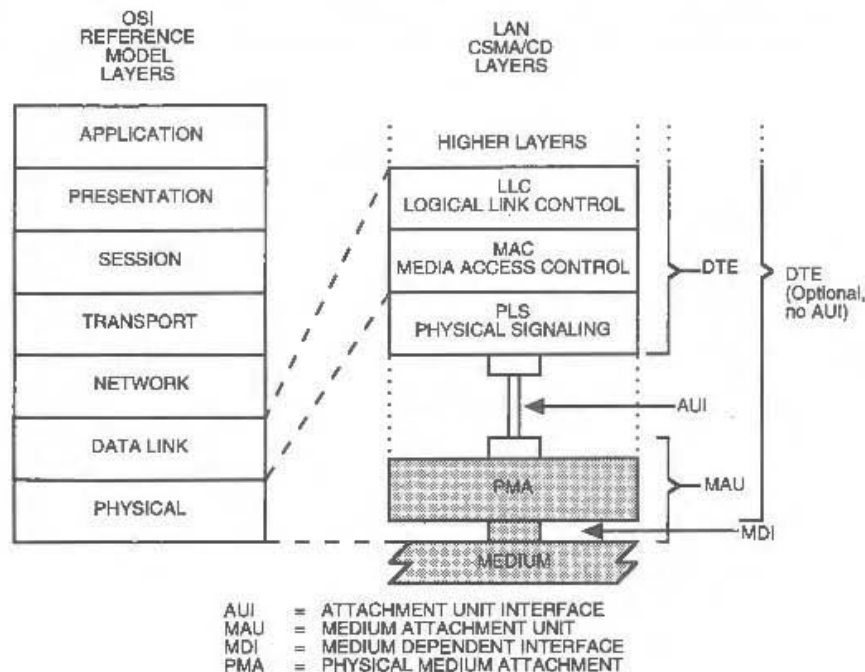 OSI
REFERENCE
MODEL
LAYERS
APPLICATION
PRESENTATION
SESSION
TRANSPORT
NETWORK
DATA LINK
PHYSICAL
LAN
CSMA/CD
LAYERS
HIGHER LAYERS
LLC
LOGICAL LINK CONTROL
MAC
MEDIA ACCESS CONTROL
PLS
PHYSICAL SIGNALING
DTE
DTE
(Optional,
no AUI)
AUI
PMA
MAU
MDI
MEDIUM
AUI = ATTACHMENT UNIT INTERFACE
MAU = MEDIUM ATTACHMENT UNIT
MDI = MEDIUM DEPENDENT INTERFACE
PMA = PHYSICAL MEDIUM ATTACHMENT